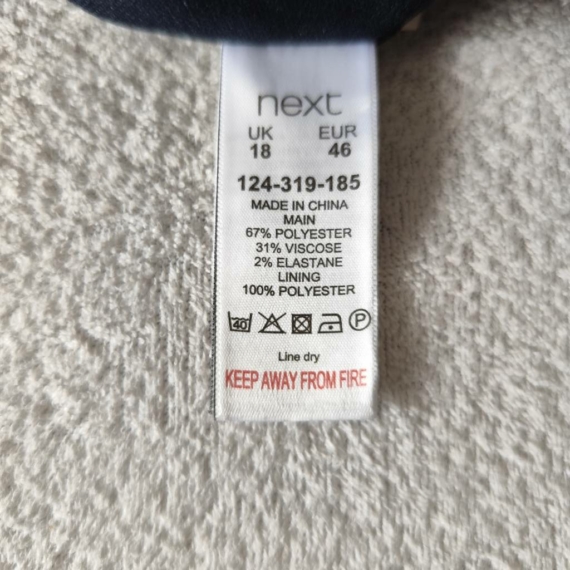 next
UK EUR
18 46
124-319-185
MADE IN CHINA
MAIN
67% POLYESTER
31% VISCOSE
2% ELASTANE
LINING
100% POLYESTER
40 P
Line dry
KEEP AWAY FROM FIRE